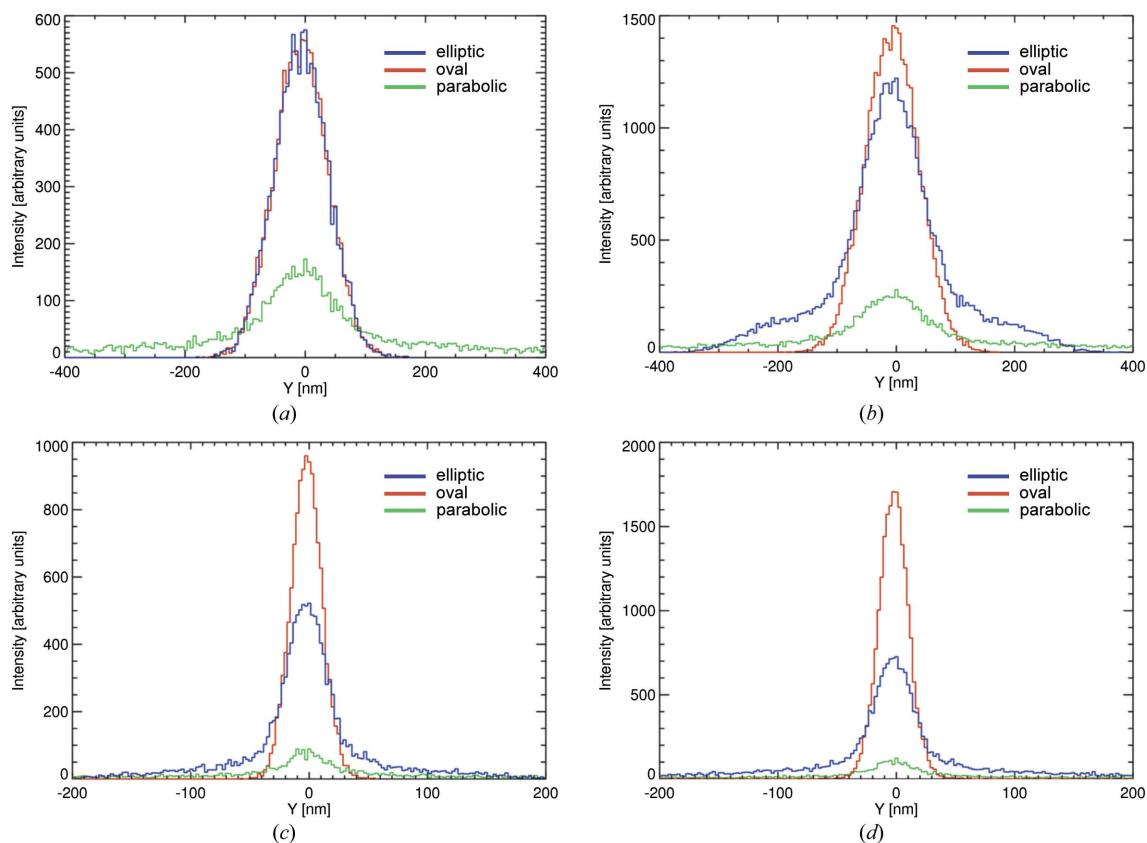 600
500
400
300
200
100
0
Intensity [arbitrary units]
elliptic
oval
parabolic
-400
-200
0
200
400
Y [nm]
(a)
1500
1000
500
0
Intensity [arbitrary units]
elliptic
oval
parabolic
-400
-200
0
200
400
Y [nm]
(b)
1000
800
600
400
200
0
Intensity [arbitrary units]
elliptic
oval
parabolic
-200
-100
0
100
200
Y [nm]
(c)
2000
1500
1000
500
0
Intensity [arbitrary units]
elliptic
oval
parabolic
-200
-100
0
100
200
Y [nm]
(d)